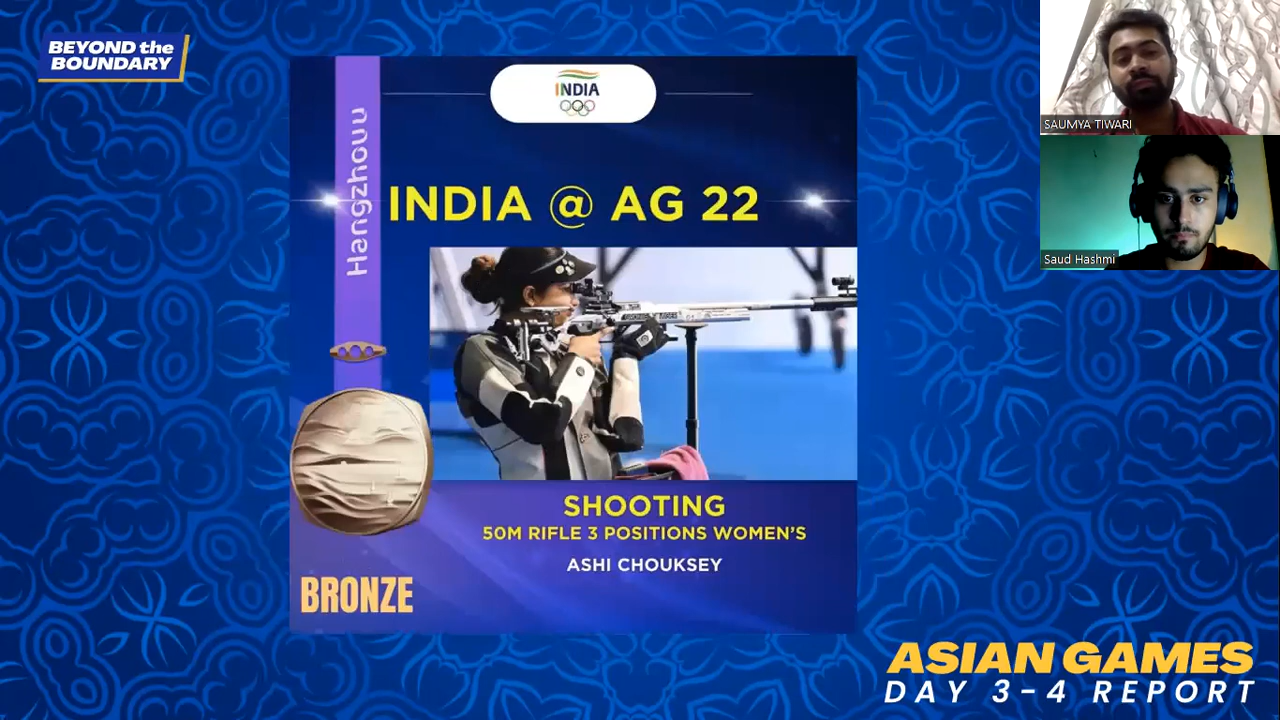 BEYOND the
BOUNDARY
INDIA
Hangzhouu
INDIA @ AG 22
SHOOTING
50M RIFLE 3 POSITIONS WOMEN'S
ASHI CHOUKSEY
BRONZE
SAUMYA TIWARI
Saud Hashmi
ASIAN GAMES
DAY 3-4 REPORT